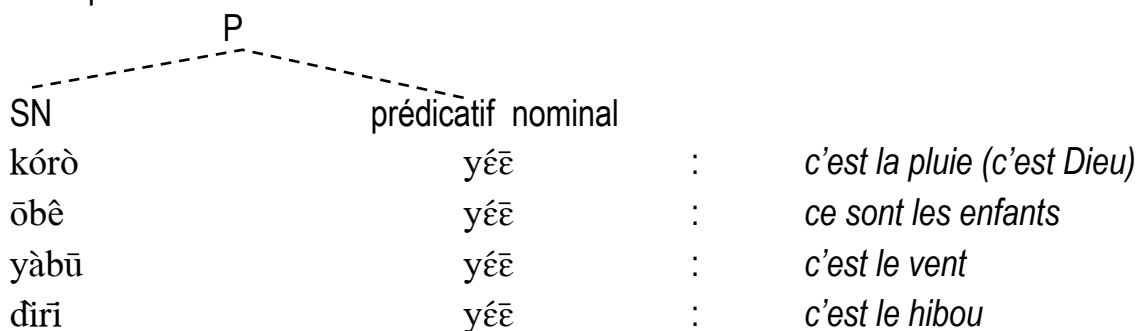 P
SN prédicatif nominal
kórò yɛ́ɛ̄ : c’est la pluie (c’est Dieu)
ōbê yɛ́ɛ̄ : ce sont les enfants
yàbū yɛ́ɛ̄ : c’est le vent
dìrī yɛ́ɛ̄ : c’est le hibou